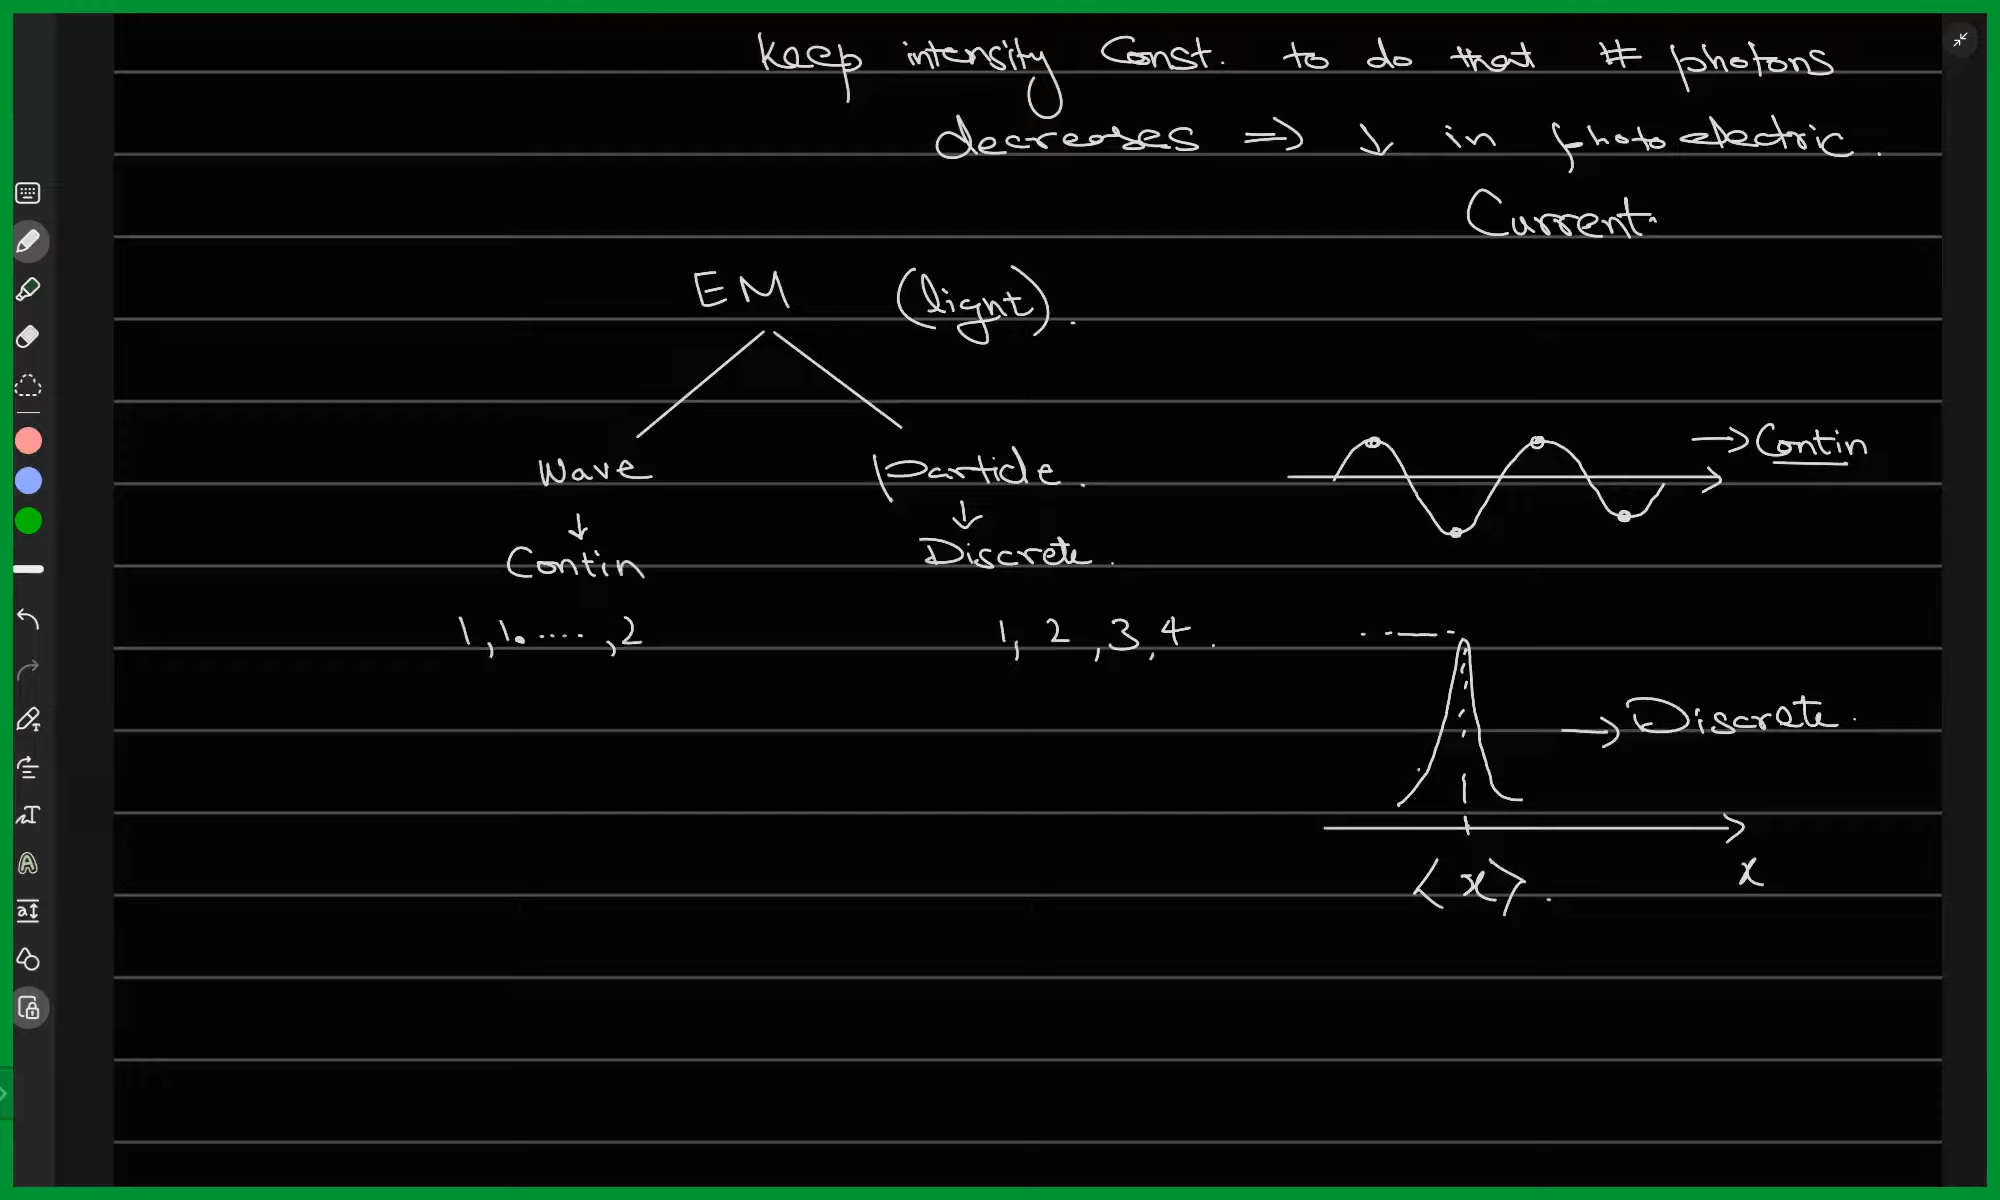 keep intensity Const. to do that # photons
decreases ⇒ ↓ in photoelectric.
Current.
EM (light).
Wave particle.
→ Contin
↓ ↓
Contin Discrete.
1, 1. ....., 2 1, 2, 3, 4.
→ Discrete.
x
⟨x⟩.